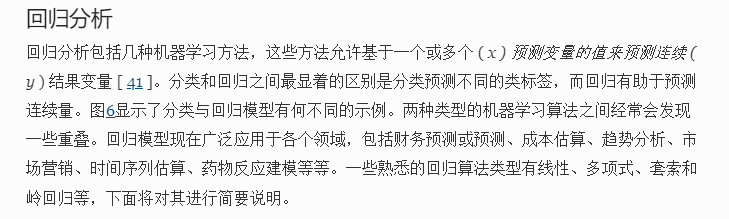 回归分析
回归分析包括几种机器学习方法，这些方法允许基于一个或多个 ( x ) 预测变量的值来预测连续 (
y ) 结果变量 [ 41 ]。分类和回归之间最显着的区别是分类预测不同的类标签，而回归有助于预测
连续量。图6显示了分类与回归模型有何不同的示例。两种类型的机器学习算法之间经常会发现
一些重叠。回归模型现在广泛应用于各个领域，包括财务预测或预测、成本估算、趋势分析、市
场营销、时间序列估算、药物反应建模等等。一些熟悉的回归算法类型有线性、多项式、套索和
岭回归等，下面将对其进行简要说明。